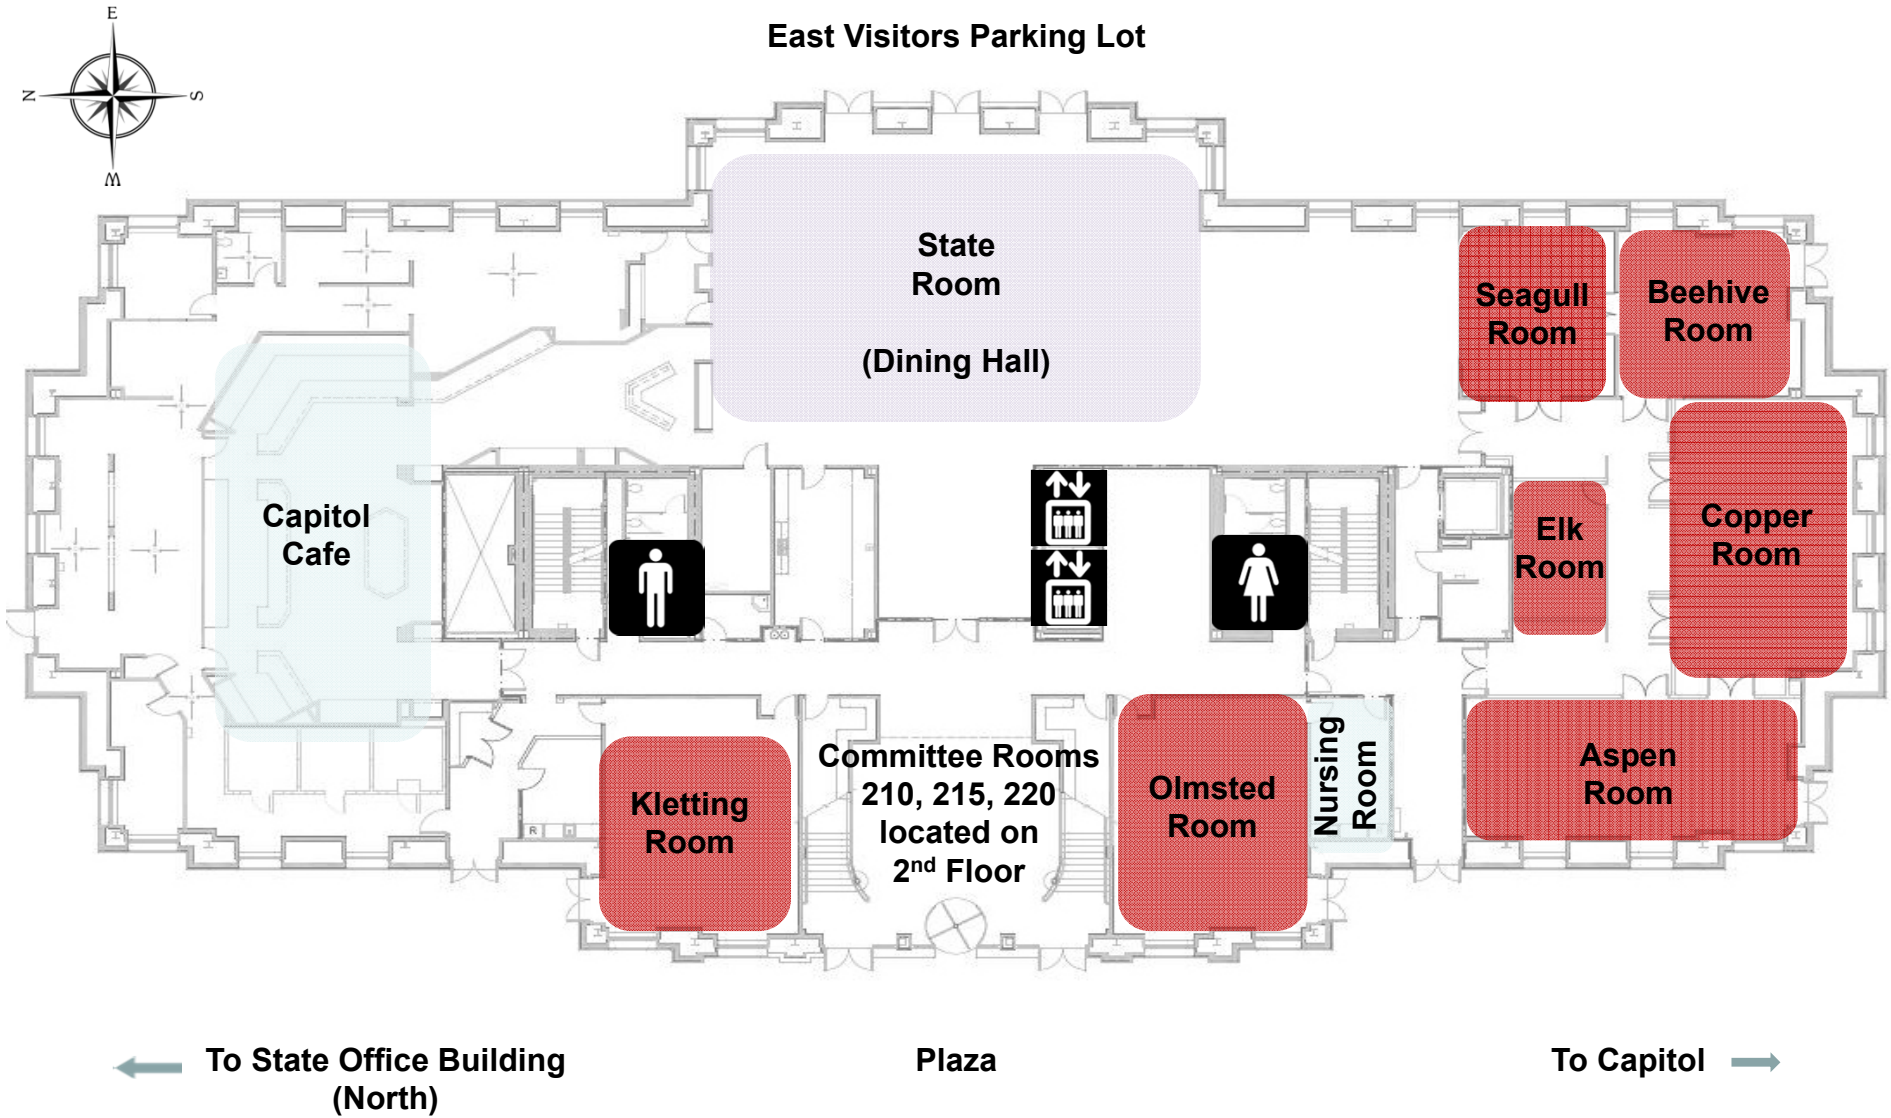 E
N
S
W
East Visitors Parking Lot
State
Room
(Dining Hall)
Seagull
Room
Beehive
Room
Capitol
Cafe
Elk
Room
Copper
Room
Kletting
Room
Committee Rooms
210, 215, 220
located on
2nd Floor
Olmsted
Room
Nursing
Room
Aspen
Room
R
To State Office Building
(North)
Plaza
To Capitol